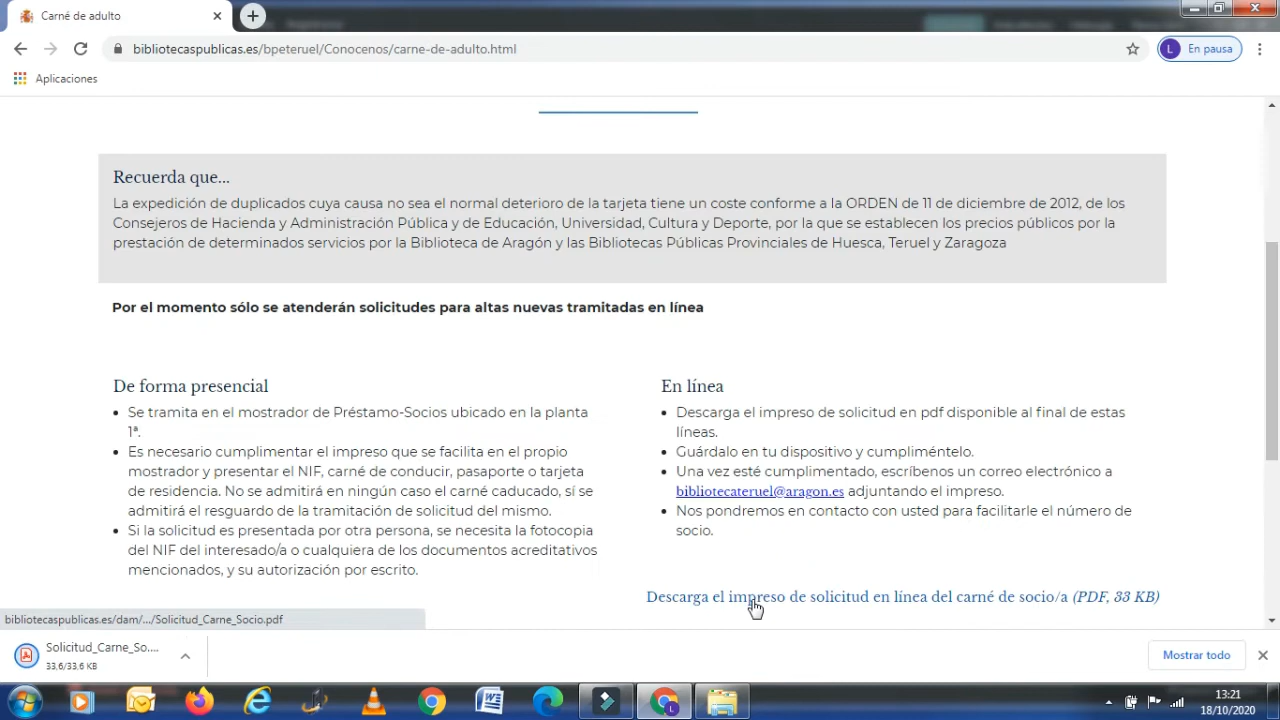 Carné de adulto
bibliotecaspublicas.es/bpeteruel/Conocenos/carne-de-adulto.html
L En pausa
Aplicaciones
Recuerda que...
La expedición de duplicados cuya causa no sea el normal deterioro de la tarjeta tiene un coste conforme a la ORDEN de 11 de diciembre de 2012, de los
Consejeros de Hacienda y Administración Pública y de Educación, Universidad, Cultura y Deporte, por la que se establecen los precios públicos por la
prestación de determinados servicios por la Biblioteca de Aragón y las Bibliotecas Públicas Provinciales de Huesca, Teruel y Zaragoza
Por el momento sólo se atenderán solicitudes para altas nuevas tramitadas en línea
De forma presencial
Se tramita en el mostrador de Préstamo-Socios ubicado en la planta
1ª.
Es necesario cumplimentar el impreso que se facilita en el propio
mostrador y presentar el NIF, carné de conducir, pasaporte o tarjeta
de residencia. No se admitirá en ningún caso el carné caducado, sí se
admitirá el resguardo de la tramitación de solicitud del mismo.
Si la solicitud es presentada por otra persona, se necesita la fotocopia
del NIF del interesado/a o cualquiera de los documentos acreditativos
mencionados, y su autorización por escrito.
En línea
Descarga el impreso de solicitud en pdf disponible al final de estas
líneas.
Guárdalo en tu dispositivo y cumpliméntelo.
Una vez esté cumplimentado, escríbenos un correo electrónico a
bibliotecateruel@aragon.es adjuntando el impreso.
Nos pondremos en contacto con usted para facilitarle el número de
socio.
Descarga el impreso de solicitud en línea del carné de socio/a (PDF, 33 KB)
bibliotecaspublicas.es/dam/.../Solicitud_Carne_Socio.pdf
Solicitud_Carne_So....pdf
33,6/33,6 KB
Mostrar todo
13:21
18/10/2020